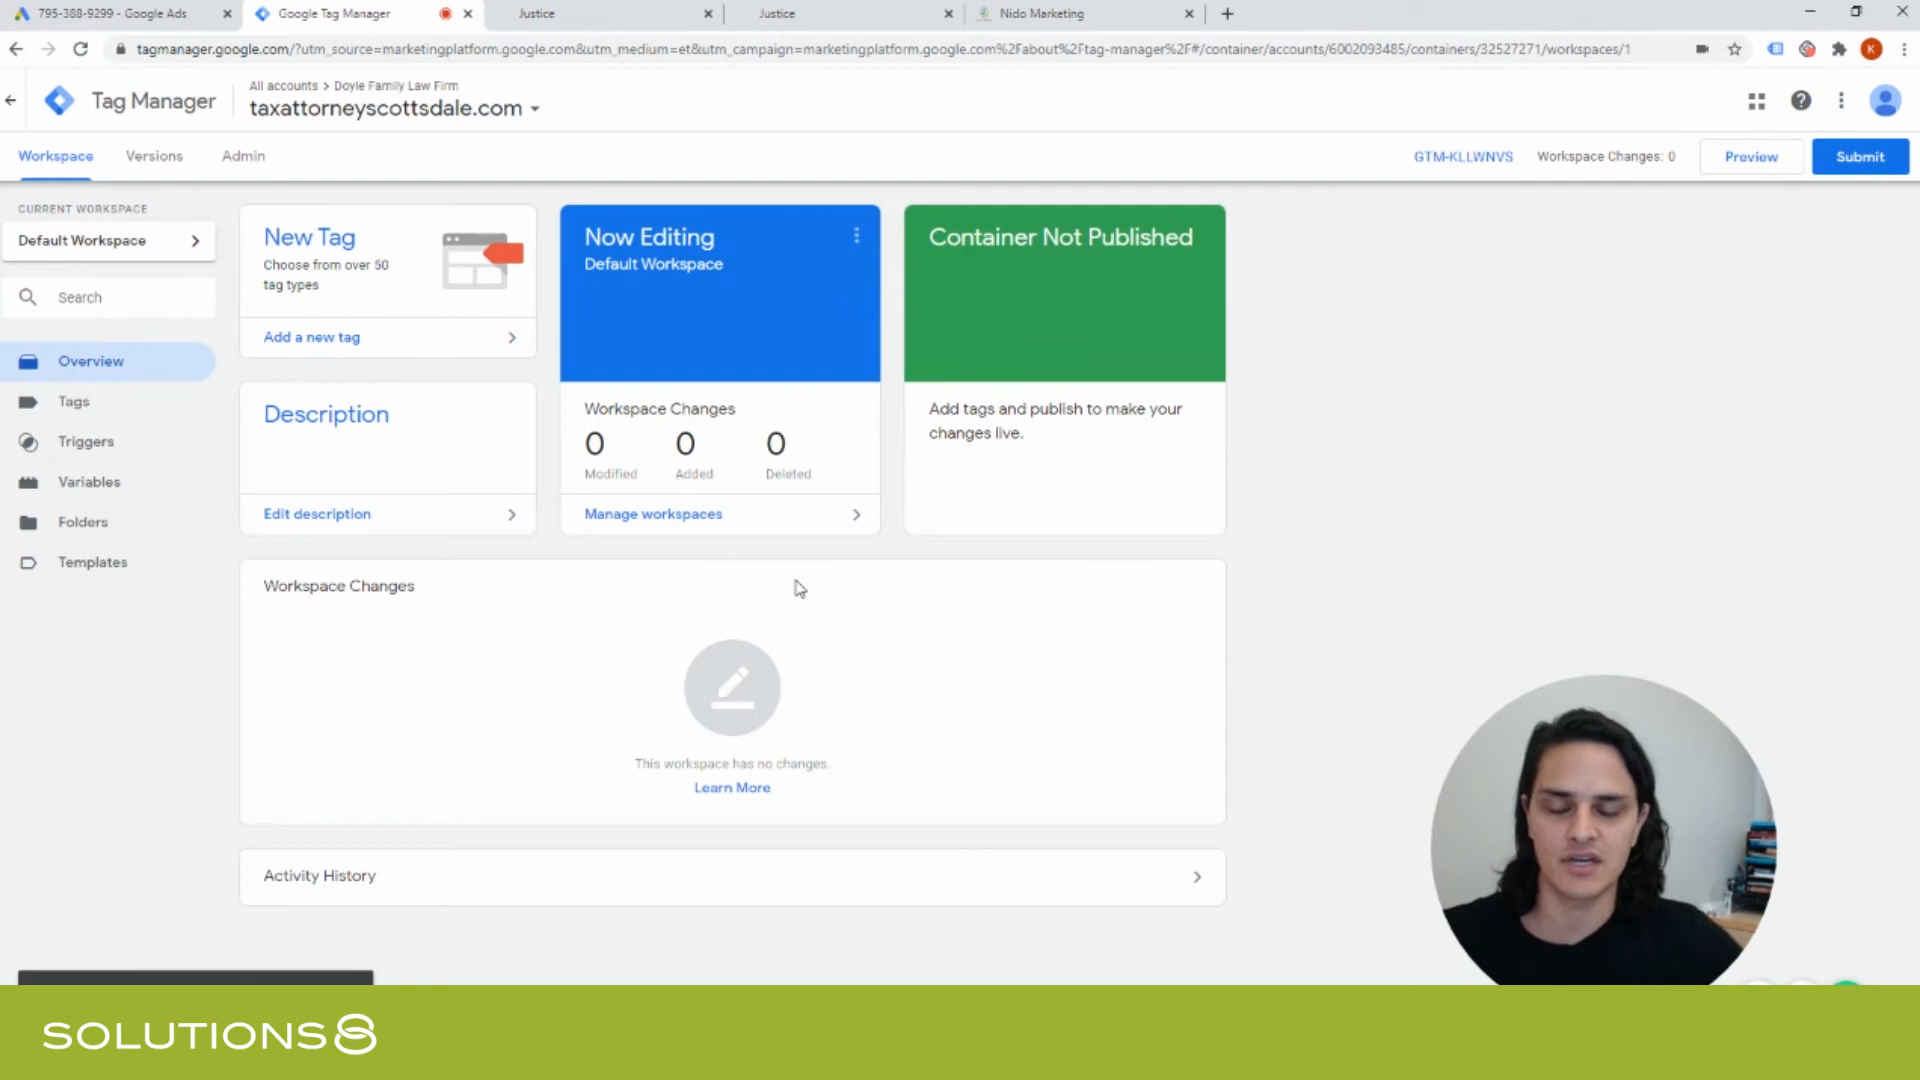 795-388-9299 - Google Ads
Google Tag Manager
Justice
Justice
Nido Marketing
tagmanager.google.com/?utm_source=marketingplatform.google.com&utm_medium=et&utm_campaign=marketingplatform.google.com%2Fabout%2Ftag-manager%2F#/container/accounts/6002093485/containers/32527271/workspaces/1
K
Tag Manager
All accounts > Doyle Family Law Firm
taxattorneyscottsdale.com
Workspace
Versions
Admin
GTM-KLLWNVS
Workspace Changes: 0
Preview
Submit
CURRENT WORKSPACE
Default Workspace
Search
Overview
Tags
Triggers
Variables
Folders
Templates
New Tag
Choose from over 50
tag types
Add a new tag
Description
Edit description
Now Editing
Default Workspace
Workspace Changes
0 0 0
Modified Added Deleted
Manage workspaces
Container Not Published
Add tags and publish to make your
changes live.
Workspace Changes
This workspace has no changes.
Learn More
Activity History
SOLUTIONS8